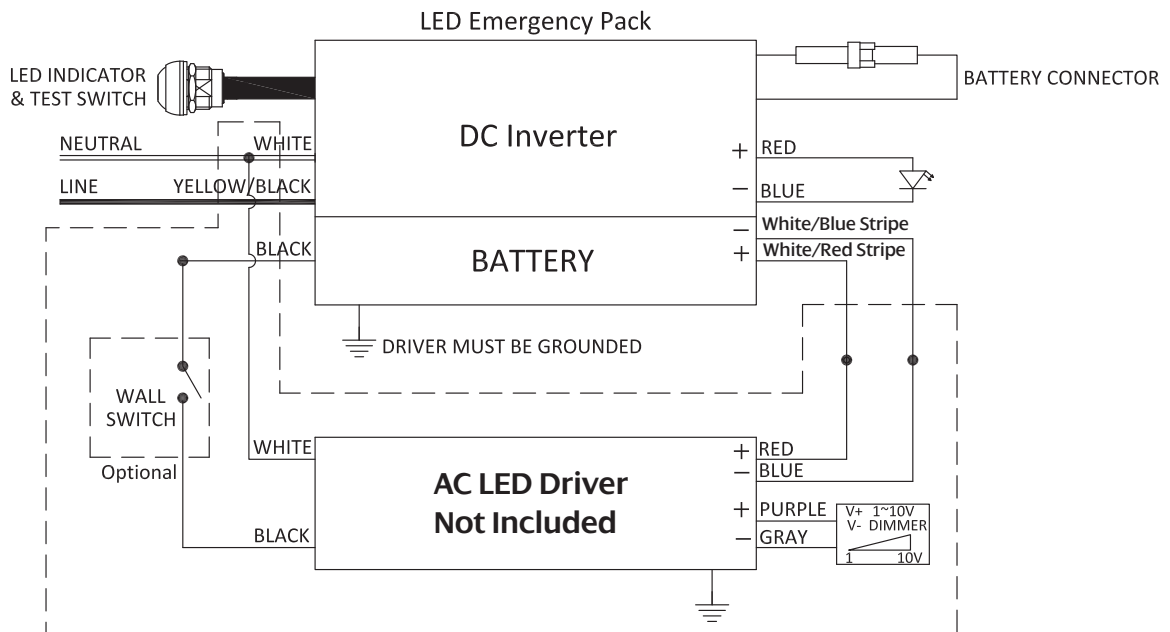 LED Emergency Pack
LED INDICATOR
& TEST SWITCH
BATTERY CONNECTOR
DC Inverter
NEUTRAL
WHITE
LINE
YELLOW/BLACK
+ RED
− BLUE
BLACK
BATTERY
− White/Blue Stripe
+ White/Red Stripe
DRIVER MUST BE GROUNDED
WALL
SWITCH
Optional
WHITE
BLACK
AC LED Driver
Not Included
+ RED
− BLUE
+ PURPLE
− GRAY
V+ 1~10V
V- DIMMER
1 10V